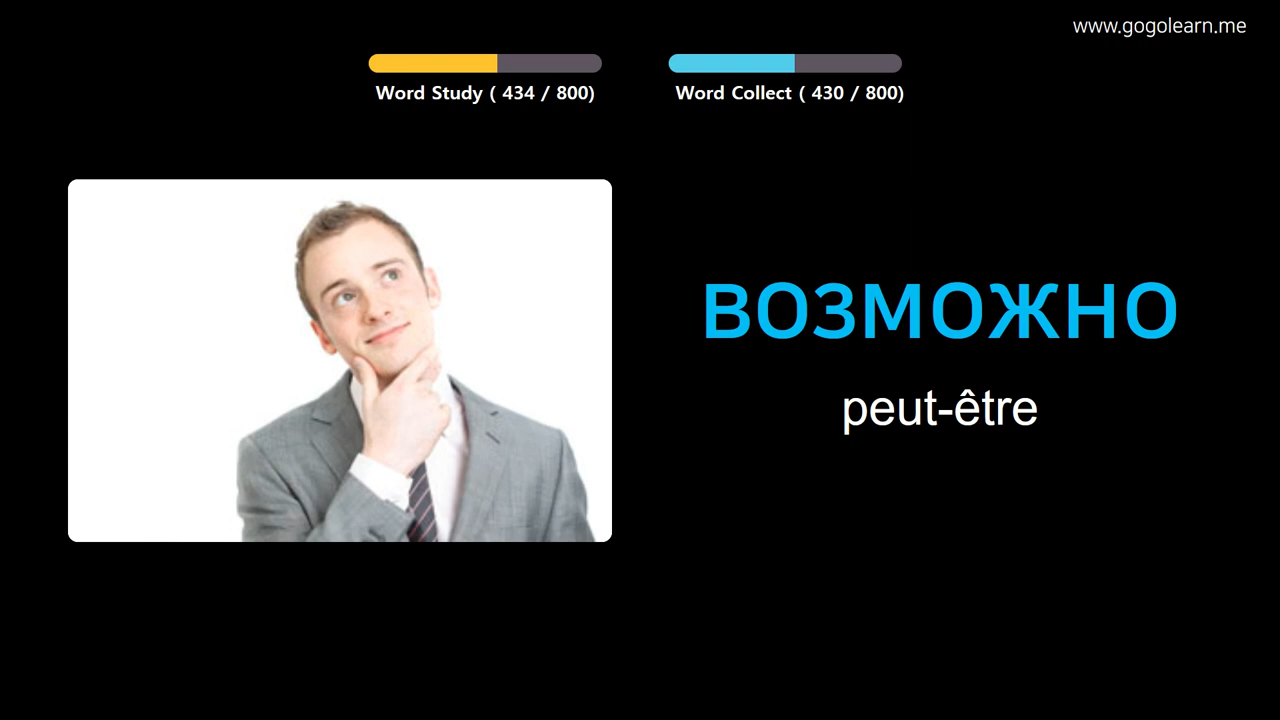 www.gogolearn.me
Word Study ( 434 / 800)
Word Collect ( 430 / 800)
возможно
peut-être